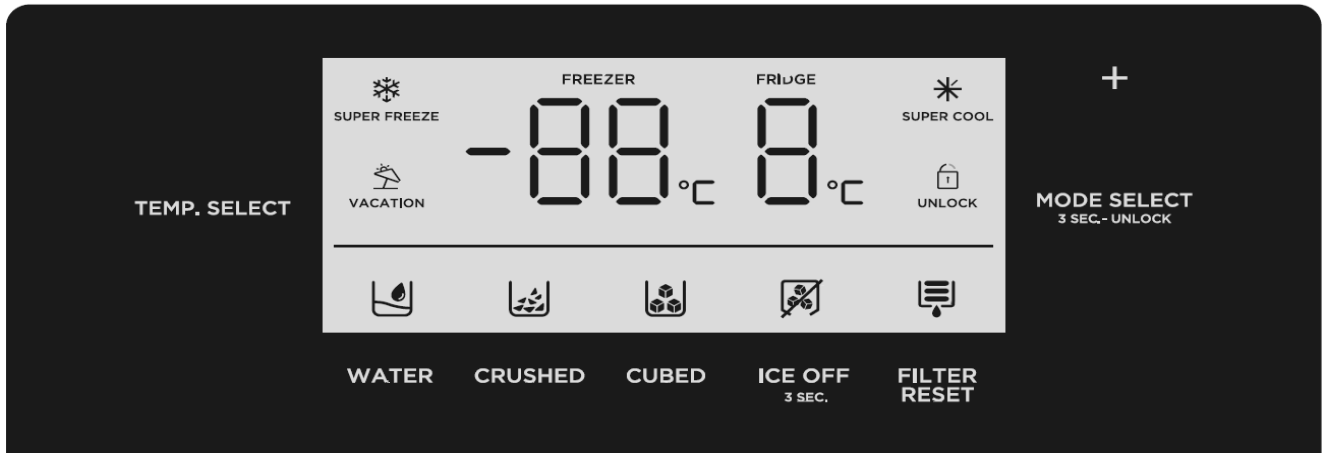 FREEZER FRIDGE
SUPER FREEZE
-88°C 8°C
SUPER COOL
+
VACATION
UNLOCK
TEMP. SELECT
MODE SELECT
3 SEC.- UNLOCK
WATER
CRUSHED
CUBED
ICE OFF
3 SEC.
FILTER
RESET